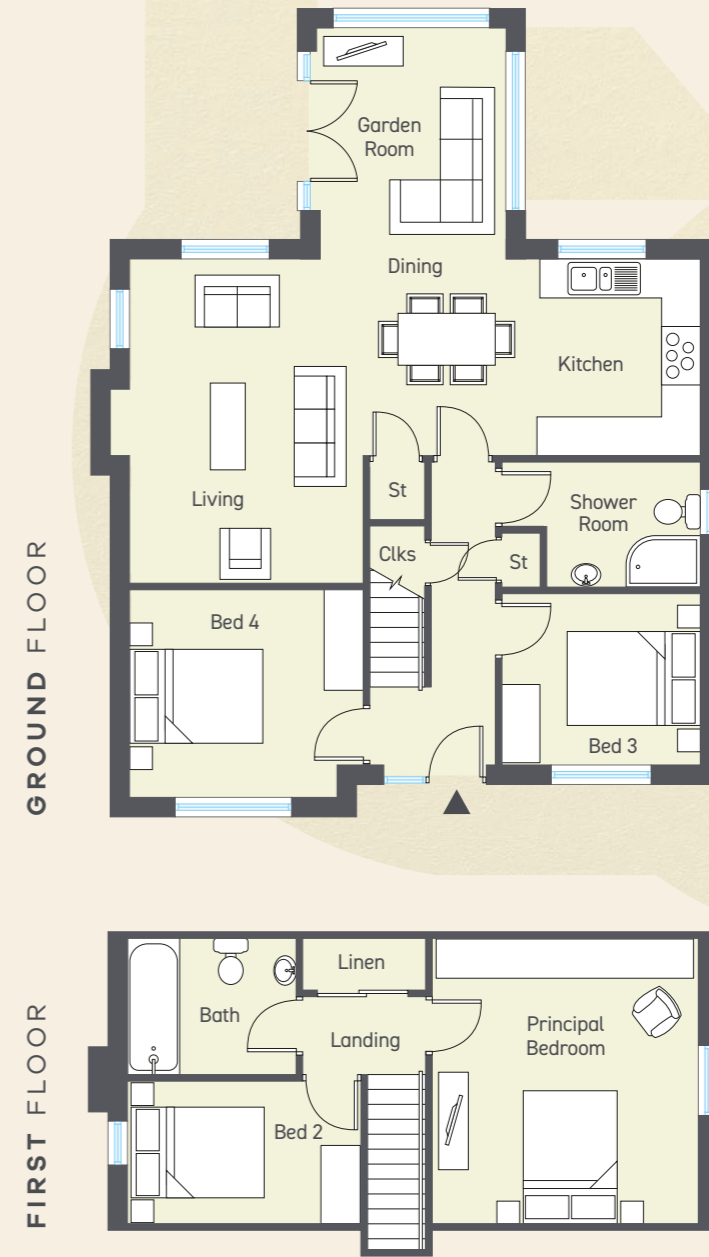 GROUND FLOOR
Garden
Room
Dining
Kitchen
Living
St
Shower
Room
Clks
St
Bed 4
Bed 3
FIRST FLOOR
Linen
Bath
Landing
Principal
Bedroom
Bed 2